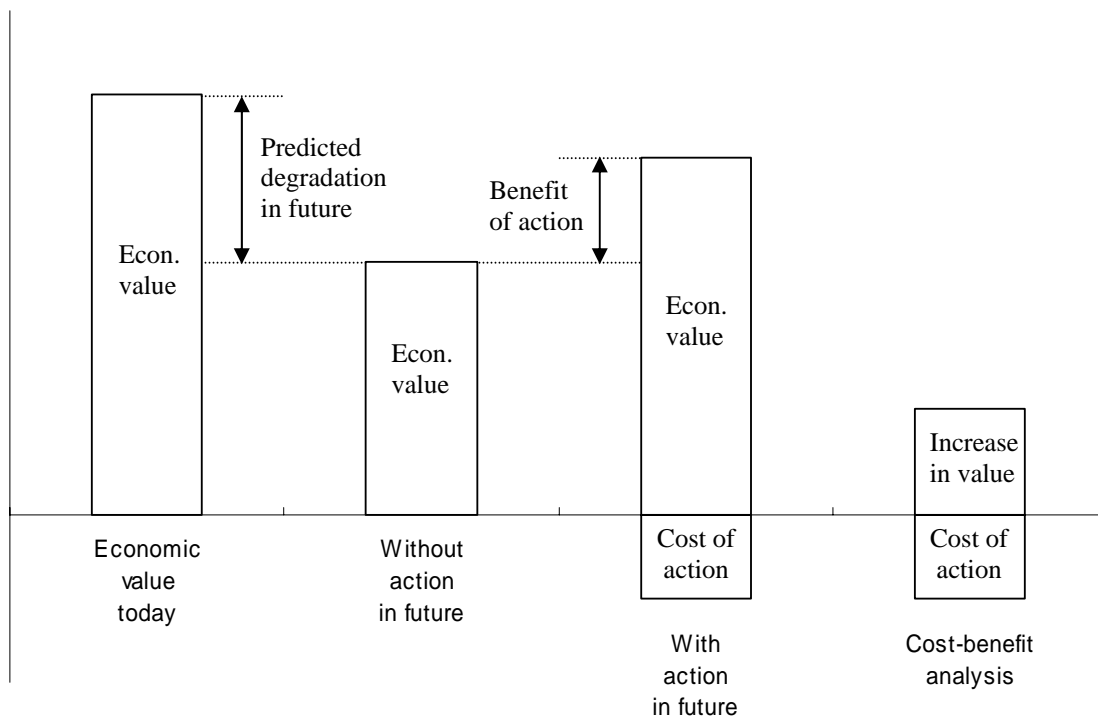 Predicted
degradation
in future
Benefit
of action
Econ.
value
Econ.
value
Econ.
value
Increase
in value
Cost of
action
Cost of
action
Economic
value
today
Without
action
in future
With
action
in future
Cost-benefit
analysis